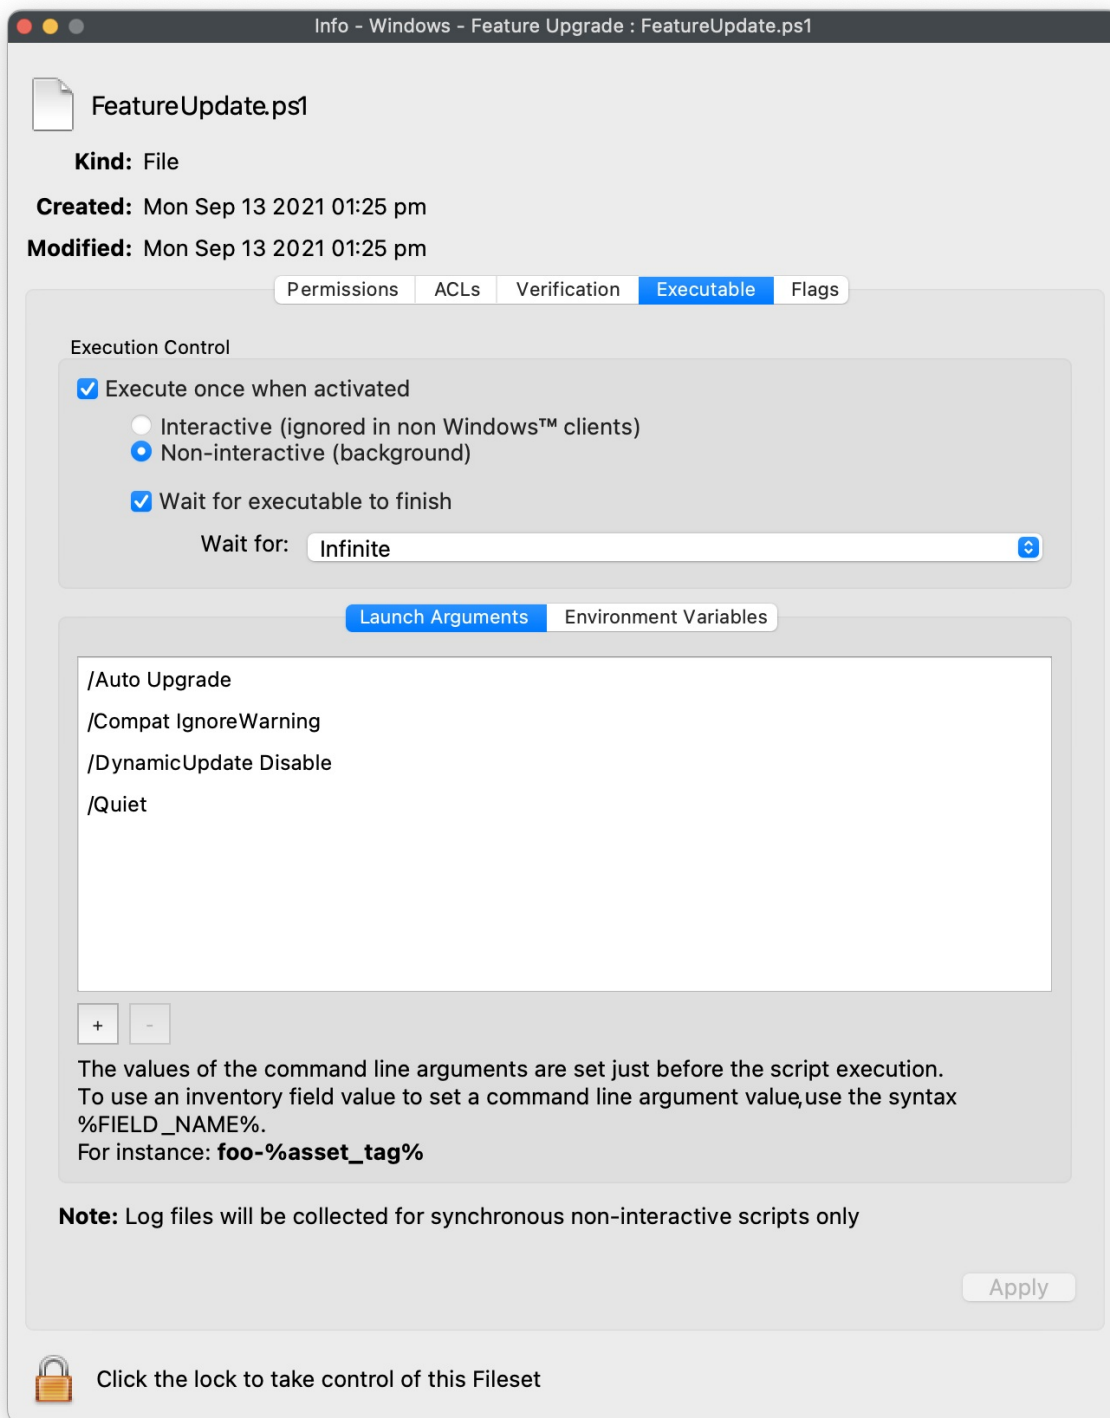 Info - Windows - Feature Upgrade : FeatureUpdate.ps1
FeatureUpdate.ps1
Kind: File
Created: Mon Sep 13 2021 01:25 pm
Modified: Mon Sep 13 2021 01:25 pm
Permissions ACLs Verification Executable Flags
Execution Control
Execute once when activated
Interactive (ignored in non Windows™ clients)
Non-interactive (background)
Wait for executable to finish
Wait for: Infinite
Launch Arguments Environment Variables
/Auto Upgrade
/Compat IgnoreWarning
/DynamicUpdate Disable
/Quiet
+ -
The values of the command line arguments are set just before the script execution.
To use an inventory field value to set a command line argument value,use the syntax
%FIELD_NAME%.
For instance: foo-%asset_tag%
Note: Log files will be collected for synchronous non-interactive scripts only
Apply
Click the lock to take control of this Fileset